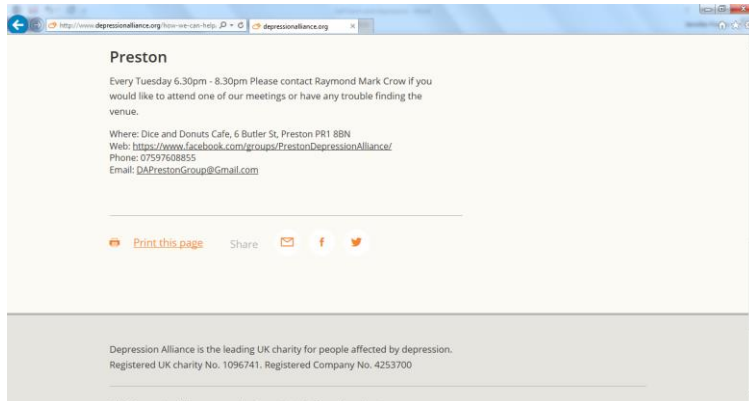 http://www.depressionalliance.org/how-we-can-help
depressionalliance.org
Preston
Every Tuesday 6.30pm - 8.30pm Please contact Raymond Mark Crow if you
would like to attend one of our meetings or have any trouble finding the
venue.
Where: Dice and Donuts Cafe, 6 Butler St, Preston PR1 8BN
Web: https://www.facebook.com/groups/PrestonDepressionAlliance/
Phone: 07597608855
Email: DAPrestonGroup@Gmail.com
Print this page Share
Depression Alliance is the leading UK charity for people affected by depression.
Registered UK charity No. 1096741. Registered Company No. 4253700